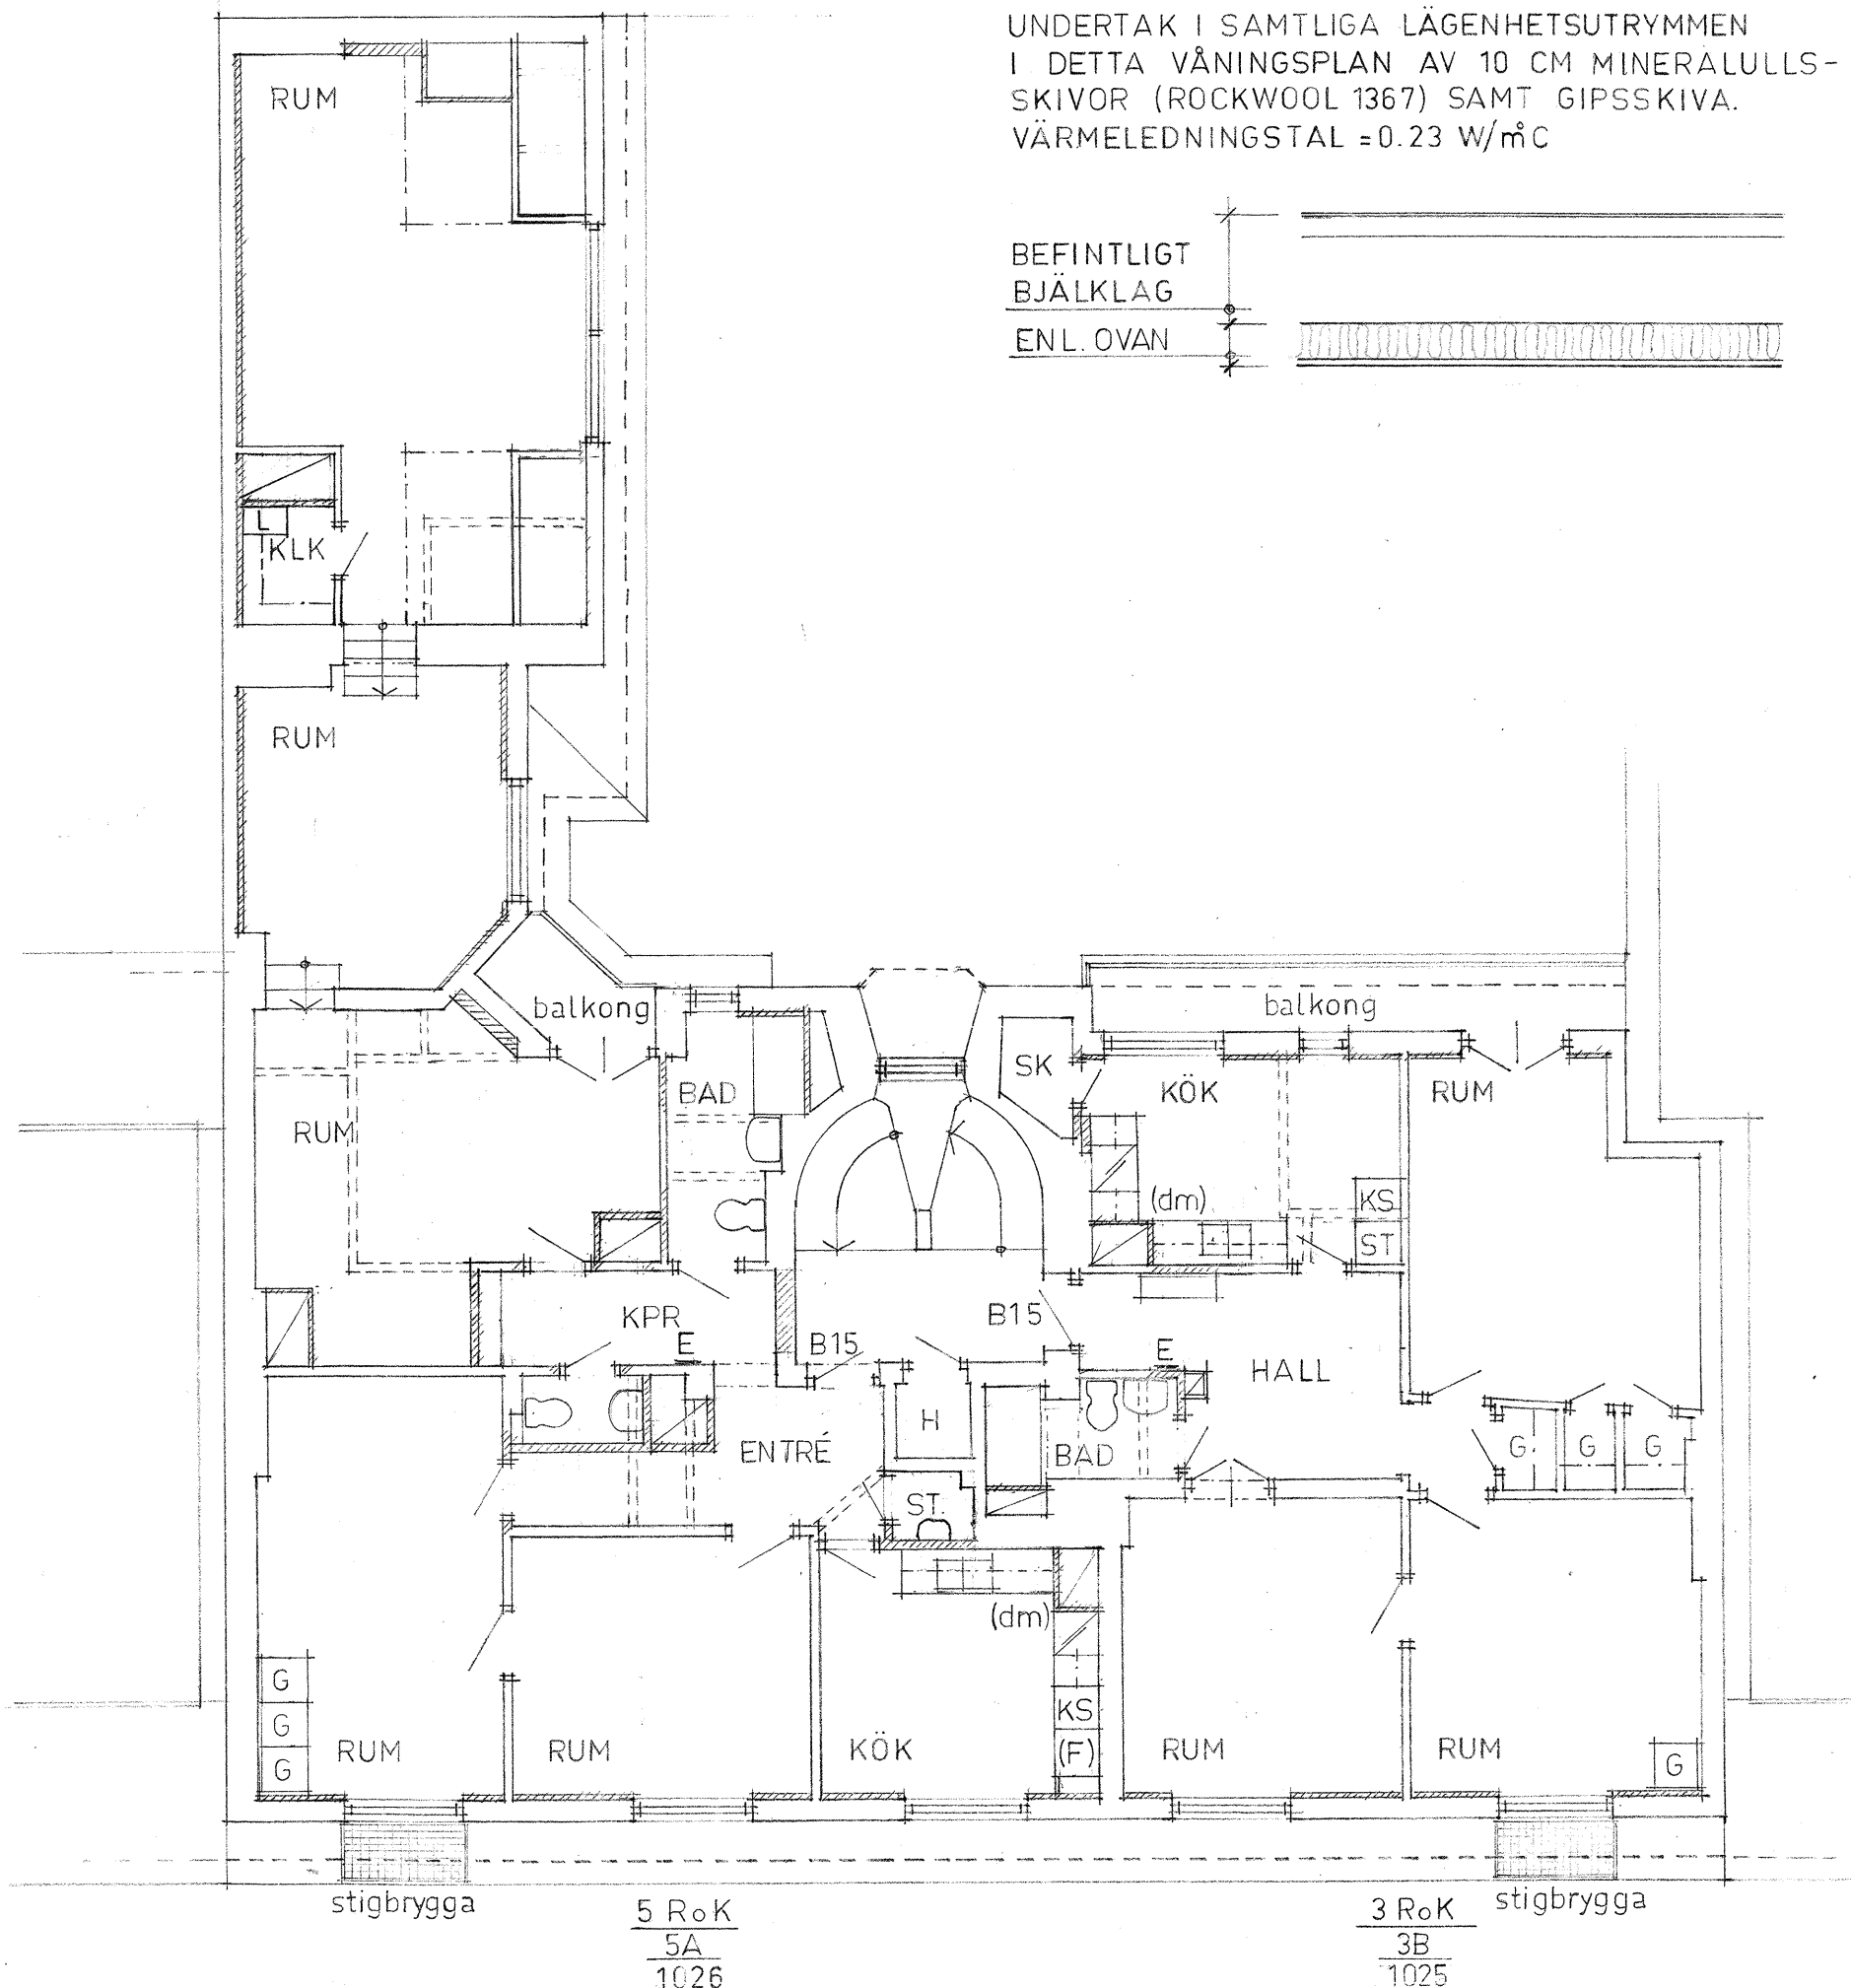 UNDERTAK I SAMTLIGA LÄGENHETSUTRYMMEN
I DETTA VÅNINGSPLAN AV 10 CM MINERALULLS-
SKIVOR (ROCKWOOL 1367) SAMT GIPSSKIVA.
VÄRMELEDNINGSTAL = 0.23 W/m°C
BEFINTLIGT
BJÄLKLAG
ENL. OVAN
RUM
L
KLK
RUM
balkong
balkong
SK
BAD
KÖK
RUM
RUM
(dm)
KS
ST
KPR
B15
B15
E
E
HALL
H
ENTRÉ
BAD
G
G
G
ST.
(dm)
G
G
G
KS
(F)
RUM
RUM
KÖK
RUM
RUM
G
stigbrygga
stigbrygga
5 RoK
5A
1026
3 RoK
3B
1025